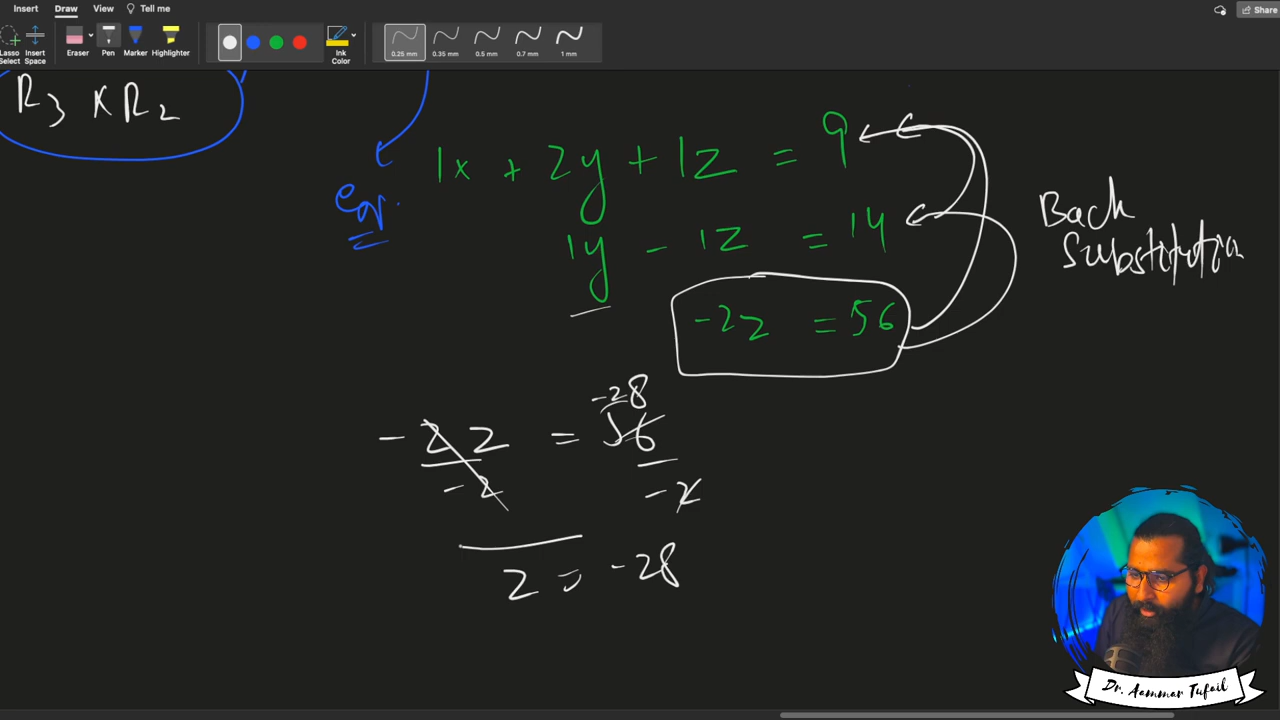 Insert Draw View Tell me
Share
Lasso Select Insert Space Eraser Pen Marker Highlighter Ink Color 0.25 mm 0.35 mm 0.5 mm 0.7 mm 1 mm
R3 R2
1x + 2y + 1z = 9
1y - 1z = 14
-2z = 56
Back
Substitution
-28
-2z = 56
-2 -2
z = -28
Dr. Aammar Tufail